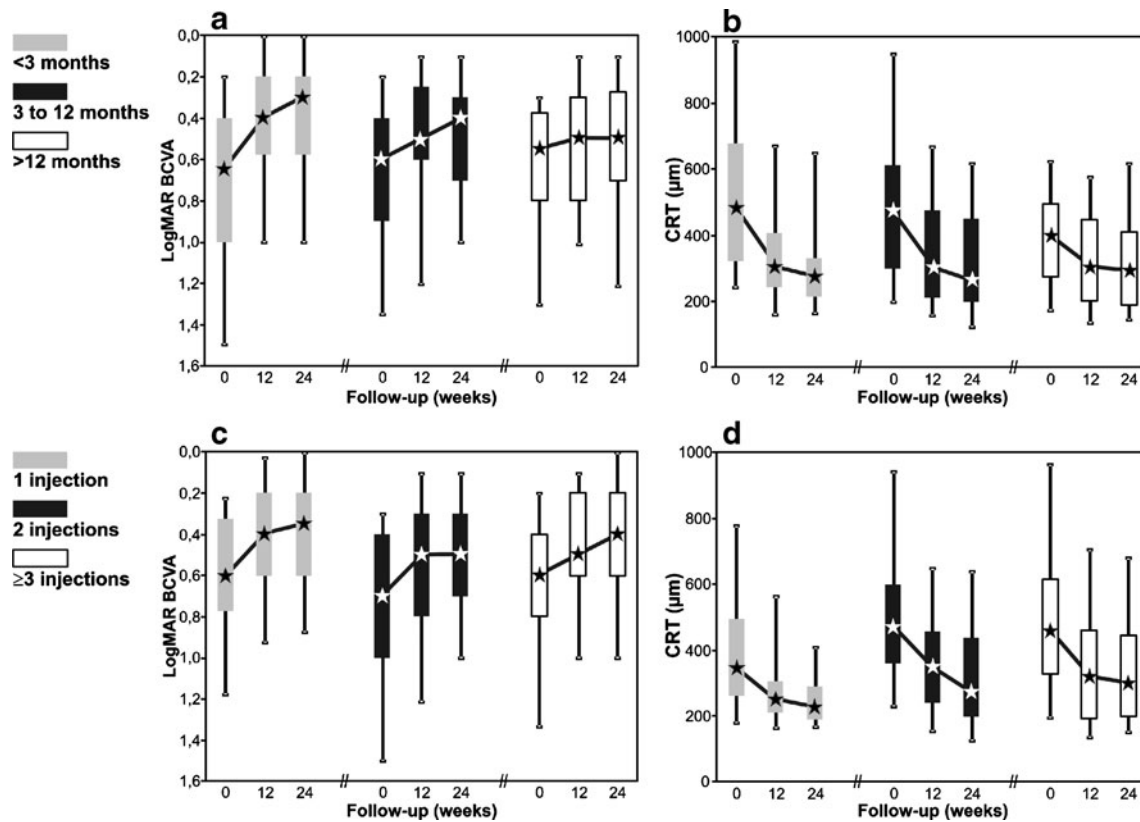 a
b
<3 months
3 to 12 months
>12 months
LogMAR BCVA
0,0
0,2
0,4
0,6
0,8
1,0
1,2
1,4
1,6
0 12 24 // 0 12 24 // 0 12 24
Follow-up (weeks)
CRT (µm)
1000
800
600
400
200
0
0 12 24 // 0 12 24 // 0 12 24
Follow-up (weeks)
c
d
1 injection
2 injections
≥3 injections
LogMAR BCVA
0,0
0,2
0,4
0,6
0,8
1,0
1,2
1,4
1,6
0 12 24 // 0 12 24 // 0 12 24
Follow-up (weeks)
CRT (µm)
1000
800
600
400
200
0
0 12 24 // 0 12 24 // 0 12 24
Follow-up (weeks)